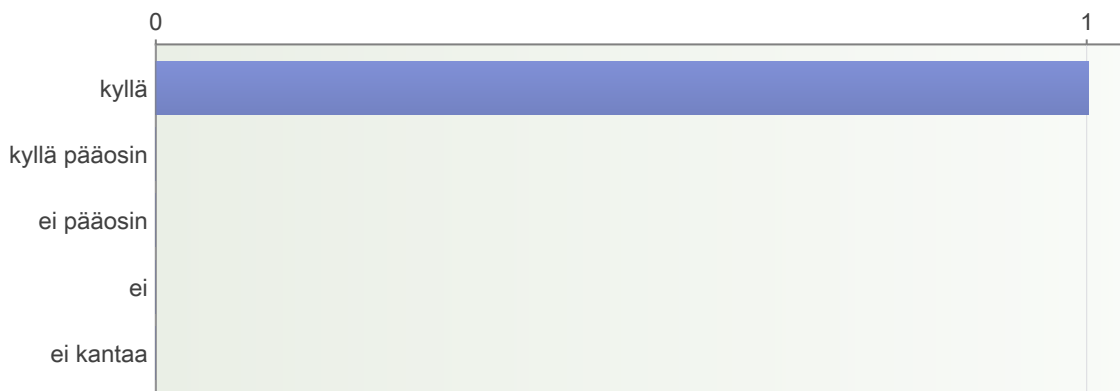 0 1
kyllä
kyllä pääosin
ei pääosin
ei
ei kantaa